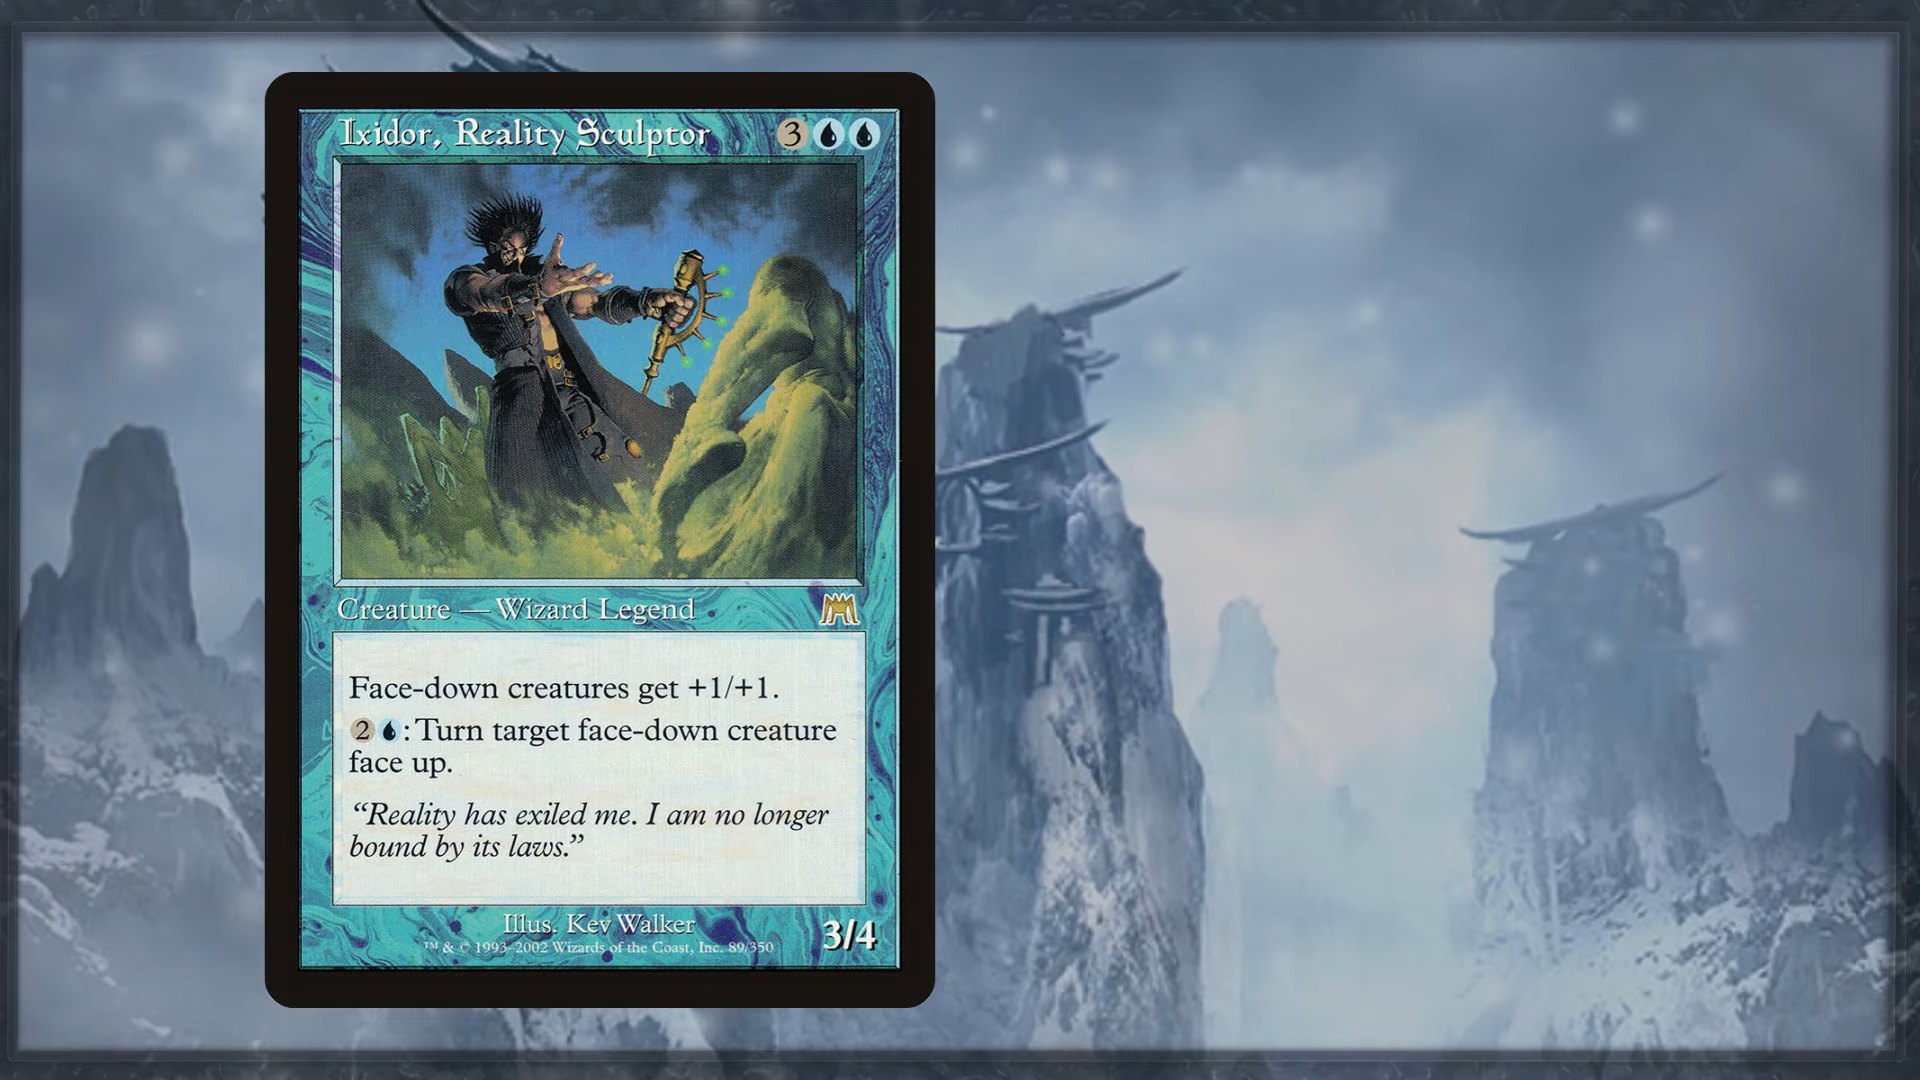 Ixidor, Reality Sculptor 3
Creature — Wizard Legend
Face-down creatures get +1/+1.
2 : Turn target face-down creature
face up.
“Reality has exiled me. I am no longer
bound by its laws.”
Illus. Kev Walker
™ & © 1993-2002 Wizards of the Coast, Inc. 89/350
3/4